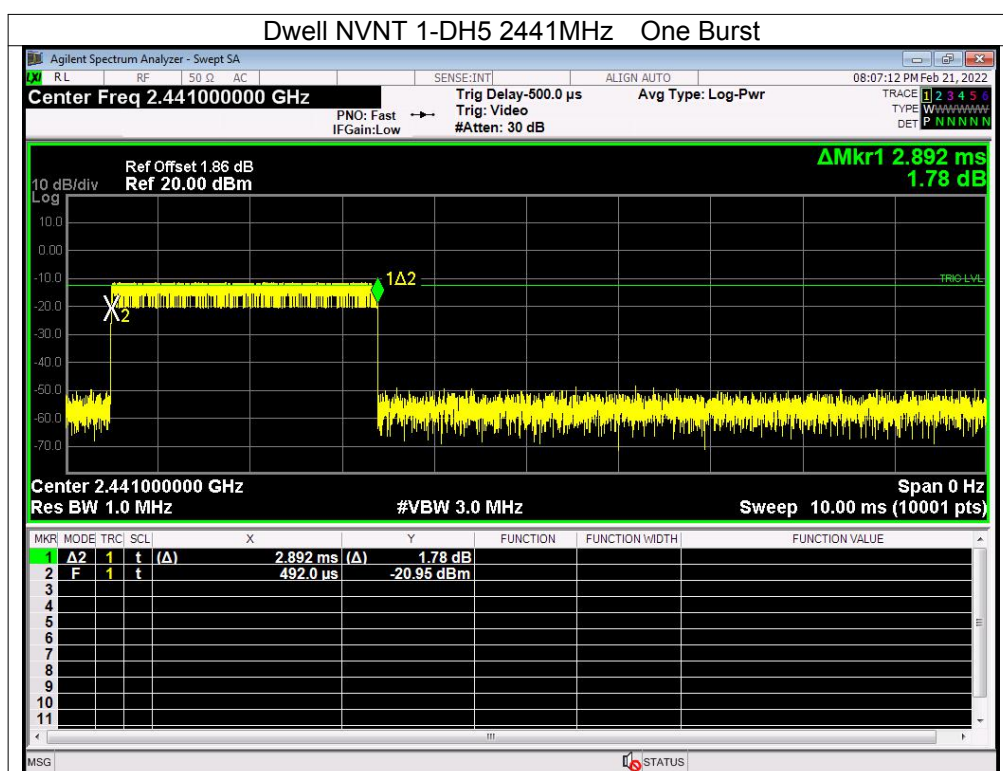 Dwell NVNT 1-DH5 2441MHz One Burst
Agilent Spectrum Analyzer - Swept SA
LXI RL RF 50 Ω AC SENSE:INT ALIGN AUTO 08:07:12 PM Feb 21, 2022
Center Freq 2.441000000 GHz Trig Delay-500.0 µs Avg Type: Log-Pwr TRACE 1 2 3 4 5 6
PNO: Fast Trig: Video TYPE WWWWWW
IFGain:Low #Atten: 30 dB DET P N N N N N
ΔMkr1 2.892 ms
Ref Offset 1.86 dB
10 dB/div Ref 20.00 dBm 1.78 dB
Log
10.0
0.00
-10.0 1Δ2 TRIG LVL
-20.0 2
-30.0
-40.0
-50.0
-60.0
-70.0
Center 2.441000000 GHz Span 0 Hz
Res BW 1.0 MHz #VBW 3.0 MHz Sweep 10.00 ms (10001 pts)
MKR MODE TRC SCL X Y FUNCTION FUNCTION WIDTH FUNCTION VALUE
1 Δ2 1 t (Δ) 2.892 ms (Δ) 1.78 dB
2 F 1 t 492.0 µs -20.95 dBm
3
4
5
6
7
8
9
10
11
MSG STATUS